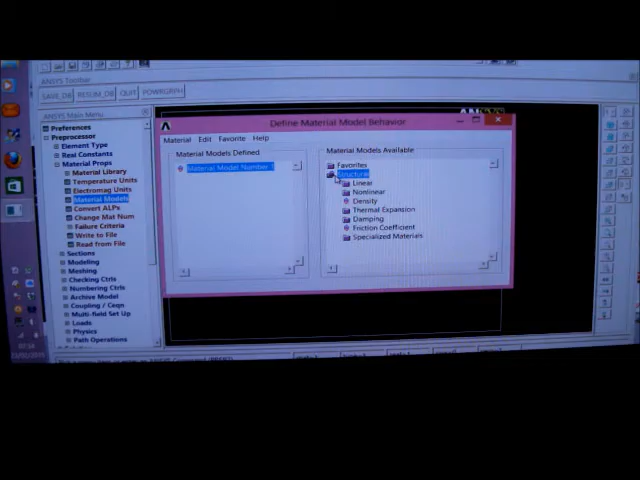 ANSYS Toolbar
SAVE_DB RESUM_DB QUIT POWRGRPH
ANSYS Main Menu
Preferences
Preprocessor
Element Type
Real Constants
Material Props
Material Library
Temperature Units
Electromag Units
Material Models
Convert ALPx
Change Mat Num
Failure Criteria
Write to File
Read from File
Sections
Modeling
Meshing
Checking Ctrls
Numbering Ctrls
Archive Model
Coupling / Ceqn
Multi-field Set Up
Loads
Physics
Path Operations
Define Material Model Behavior
Material Edit Favorite Help
Material Models Defined
Material Model Number 1
Material Models Available
Favorites
Structural
Linear
Nonlinear
Density
Thermal Expansion
Damping
Friction Coefficient
Specialized Materials